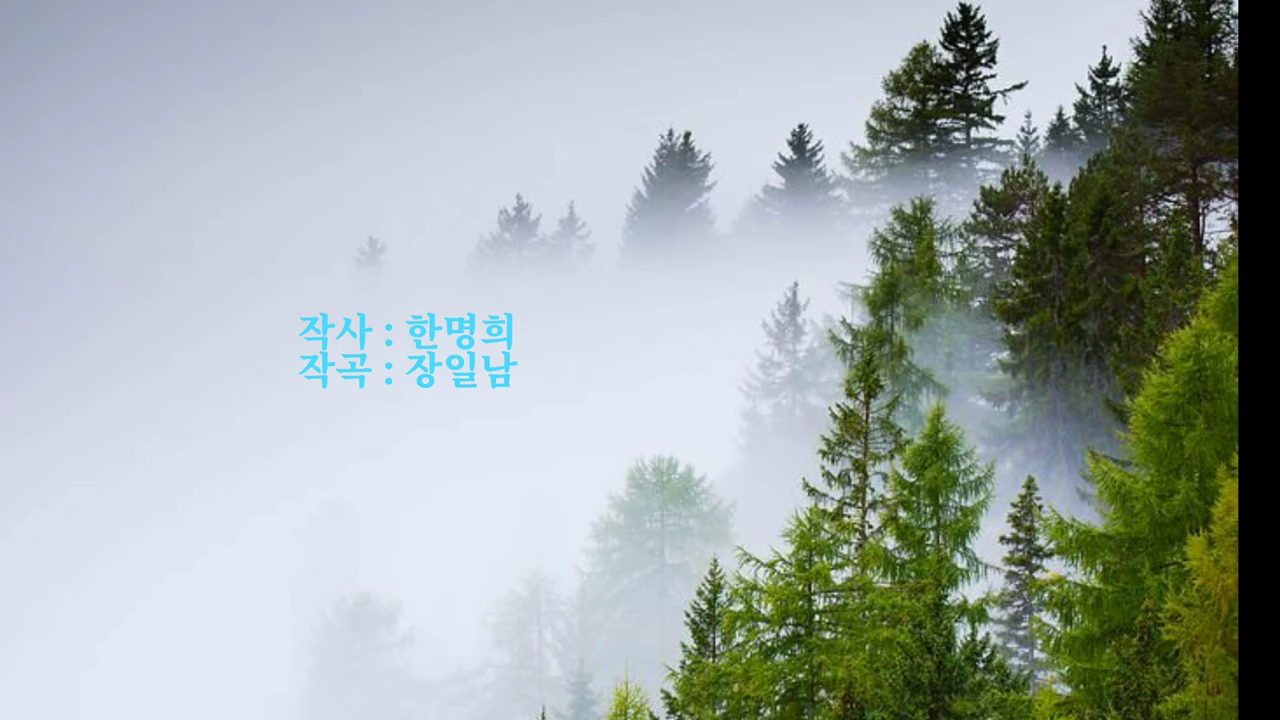 작사 : 한명희
작곡 : 장일남